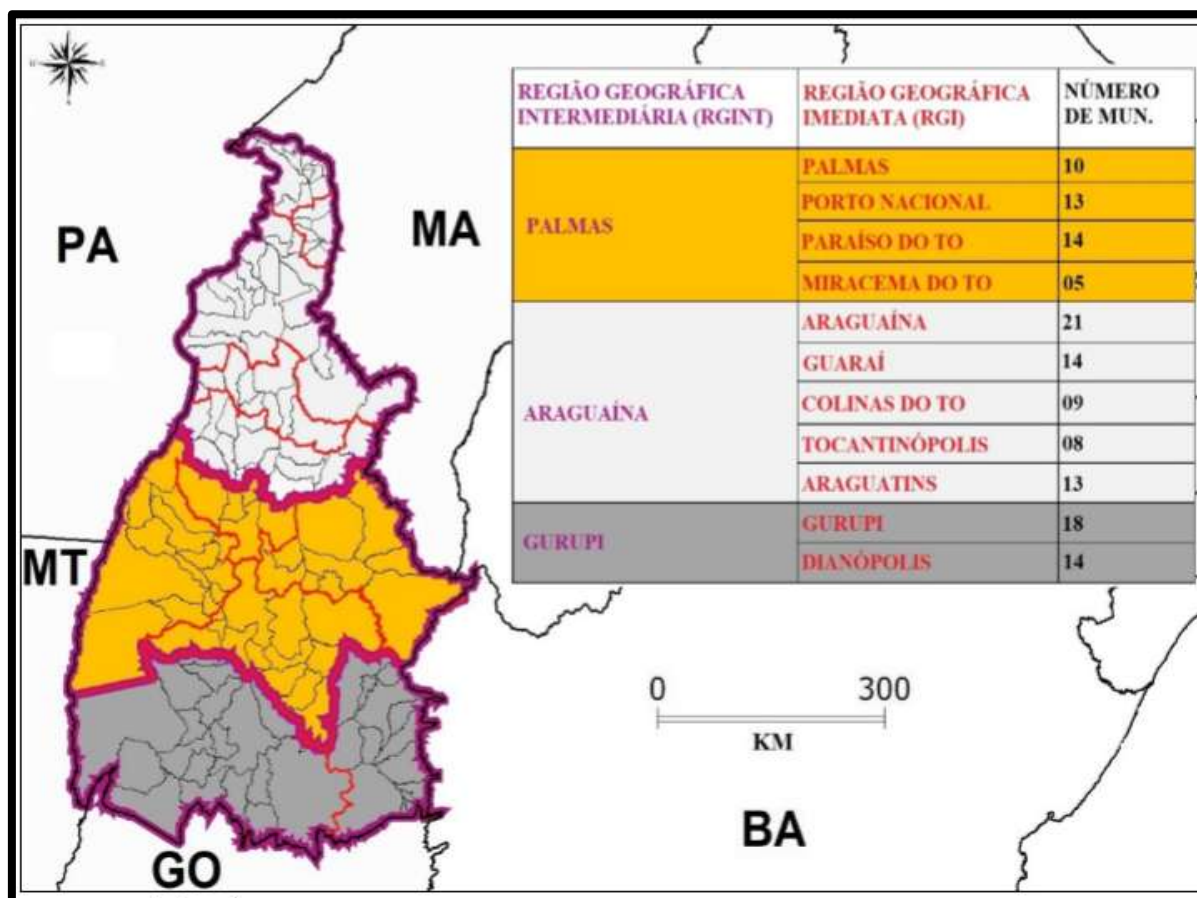 REGIÃO GEOGRÁFICA
INTERMEDIÁRIA (RGINT)
REGIÃO GEOGRÁFICA
IMEDIATA (RGI)
NÚMERO
DE MUN.
PALMAS
PALMAS
10
PORTO NACIONAL
13
PARAÍSO DO TO
14
MIRACEMA DO TO
05
ARAGUAÍNA
ARAGUAÍNA
21
GUARAÍ
14
COLINAS DO TO
09
TOCANTINÓPOLIS
08
ARAGUATINS
13
GURUPI
GURUPI
18
DIANÓPOLIS
14
PA
MA
MT
GO
BA
0
300
KM